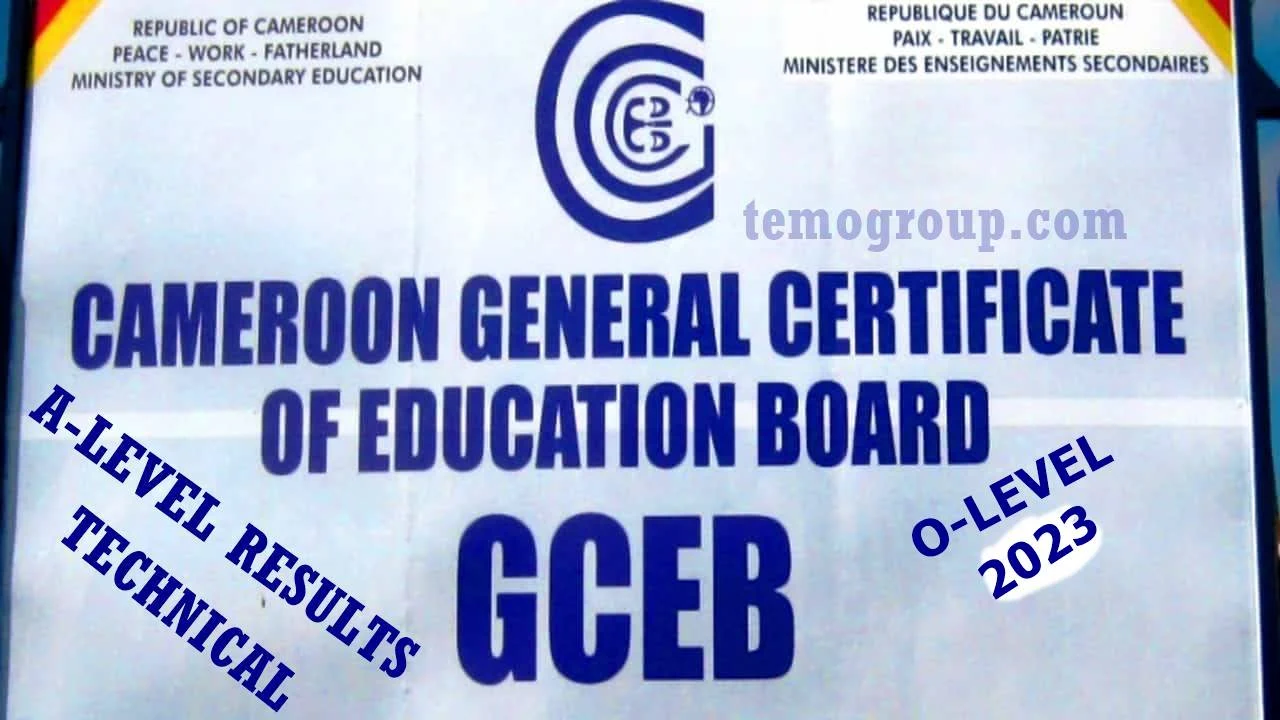 REPUBLIC OF CAMEROON
PEACE - WORK - FATHERLAND
MINISTRY OF SECONDARY EDUCATION
REPUBLIQUE DU CAMEROUN
PAIX - TRAVAIL - PATRIE
MINISTERE DES ENSEIGNEMENTS SECONDAIRES
temogroup.com
CAMEROON GENERAL CERTIFICATE
OF EDUCATION BOARD
GCEB
A-LEVEL RESULTS
TECHNICAL
O-LEVEL
2023